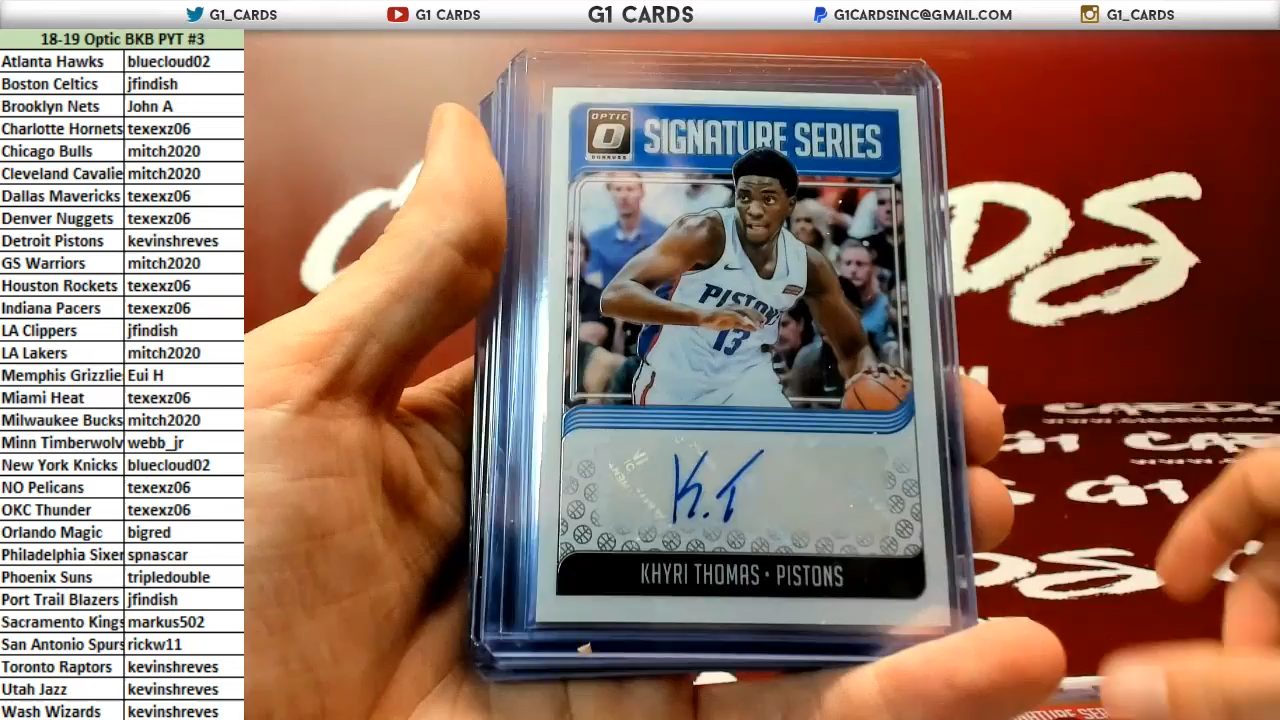 G1_CARDS
G1 CARDS
G1 CARDS
G1CARDSINC@GMAIL.COM
G1_CARDS
18-19 Optic BKB PYT #3
Atlanta Hawks bluecloud02
Boston Celtics jfindish
Brooklyn Nets John A
Charlotte Hornets texexz06
Chicago Bulls mitch2020
Cleveland Cavalie mitch2020
Dallas Mavericks texexz06
Denver Nuggets texexz06
Detroit Pistons kevinshreves
GS Warriors mitch2020
Houston Rockets texexz06
Indiana Pacers texexz06
LA Clippers jfindish
LA Lakers mitch2020
Memphis Grizzlie Eui H
Miami Heat texexz06
Milwaukee Bucks mitch2020
Minn Timberwolv webb_jr
New York Knicks bluecloud02
NO Pelicans texexz06
OKC Thunder texexz06
Orlando Magic bigred
Philadelphia Sixer spnascar
Phoenix Suns tripledouble
Port Trail Blazers jfindish
Sacramento Kings markus502
San Antonio Spurs rickw11
Toronto Raptors kevinshreves
Utah Jazz kevinshreves
Wash Wizards kevinshreves
OPTIC
DONRUSS
SIGNATURE SERIES
PISTONS
13
K.T
KHYRI THOMAS • PISTONS
CARDS
G1 CARDS